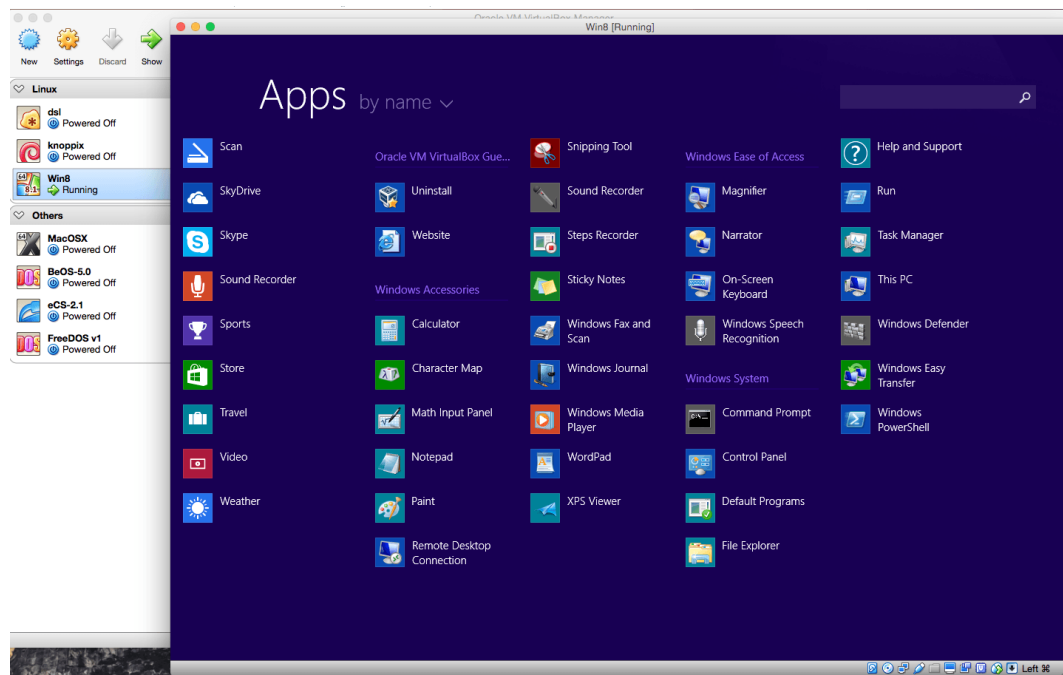 Oracle VM VirtualBox Manager
Win8 [Running]
New
Settings
Discard
Show
Linux
dsl
Powered Off
knoppix
Powered Off
64
8.1
Win8
Running
Others
64
MacOSX
Powered Off
DOS
BeOS-5.0
Powered Off
eCS-2.1
Powered Off
DOS
FreeDOS v1
Powered Off
Apps by name
Scan
SkyDrive
Skype
Sound Recorder
Sports
Store
Travel
Video
Weather
Oracle VM VirtualBox Gue...
Uninstall
Website
Windows Accessories
Calculator
Character Map
Math Input Panel
Notepad
Paint
Remote Desktop
Connection
Snipping Tool
Sound Recorder
Steps Recorder
Sticky Notes
Windows Fax and
Scan
Windows Journal
Windows Media
Player
WordPad
XPS Viewer
Windows Ease of Access
Magnifier
Narrator
On-Screen
Keyboard
Windows Speech
Recognition
Windows System
Command Prompt
Control Panel
Default Programs
File Explorer
Help and Support
Run
Task Manager
This PC
Windows Defender
Windows Easy
Transfer
Windows
PowerShell
Left ⌘